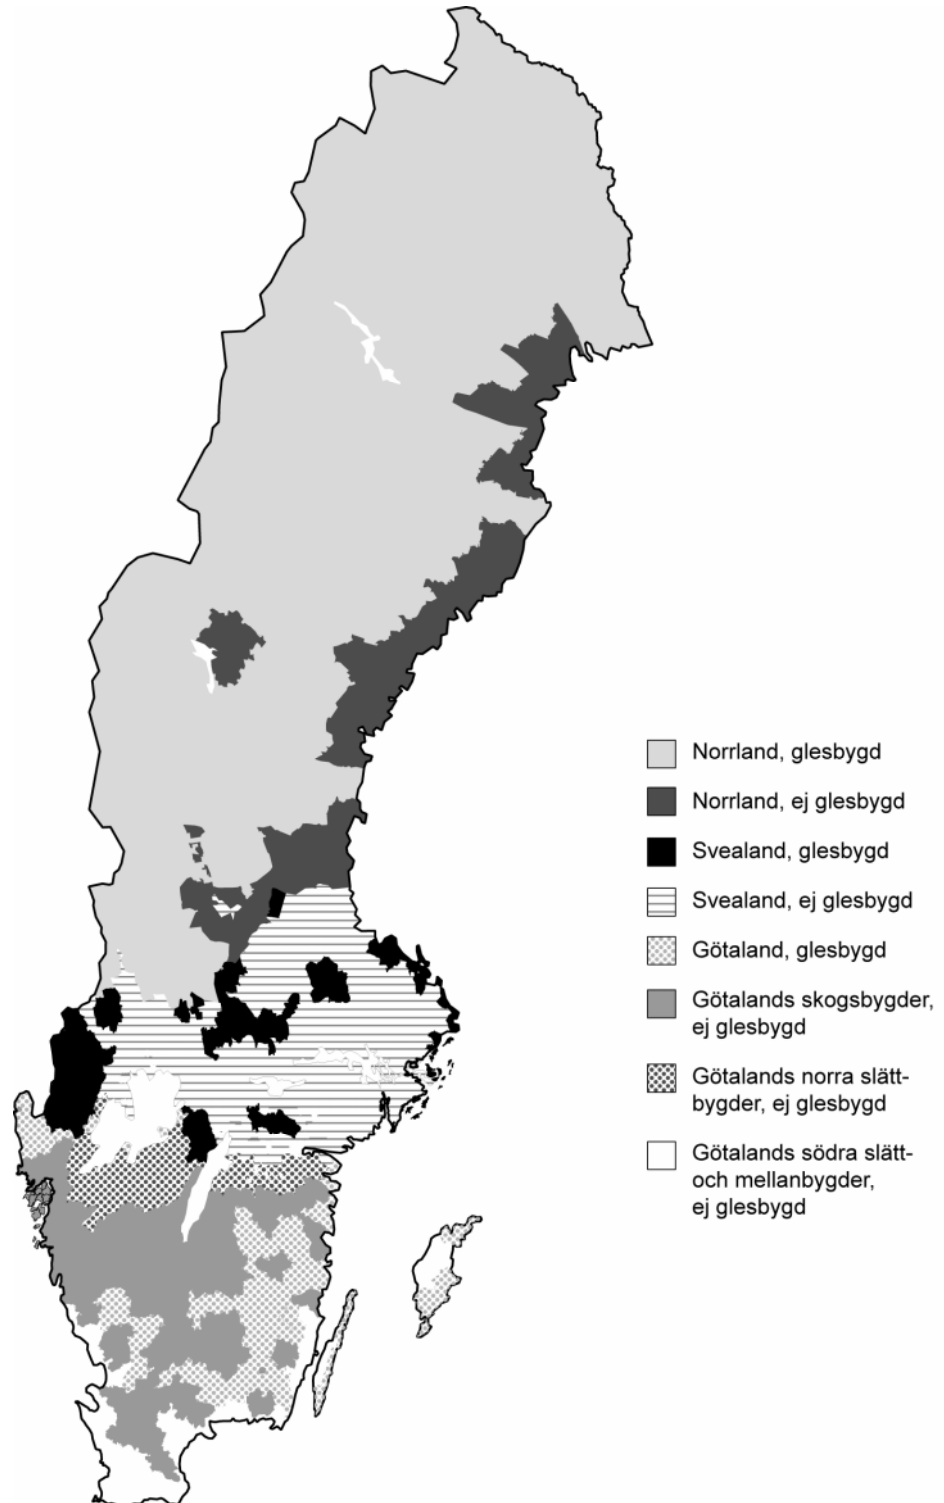 Norrland, glesbygd
Norrland, ej glesbygd
Svealand, glesbygd
Svealand, ej glesbygd
Götaland, glesbygd
Götalands skogsbygder,
ej glesbygd
Götalands norra slätt-
bygder, ej glesbygd
Götalands södra slätt-
och mellanbygder,
ej glesbygd